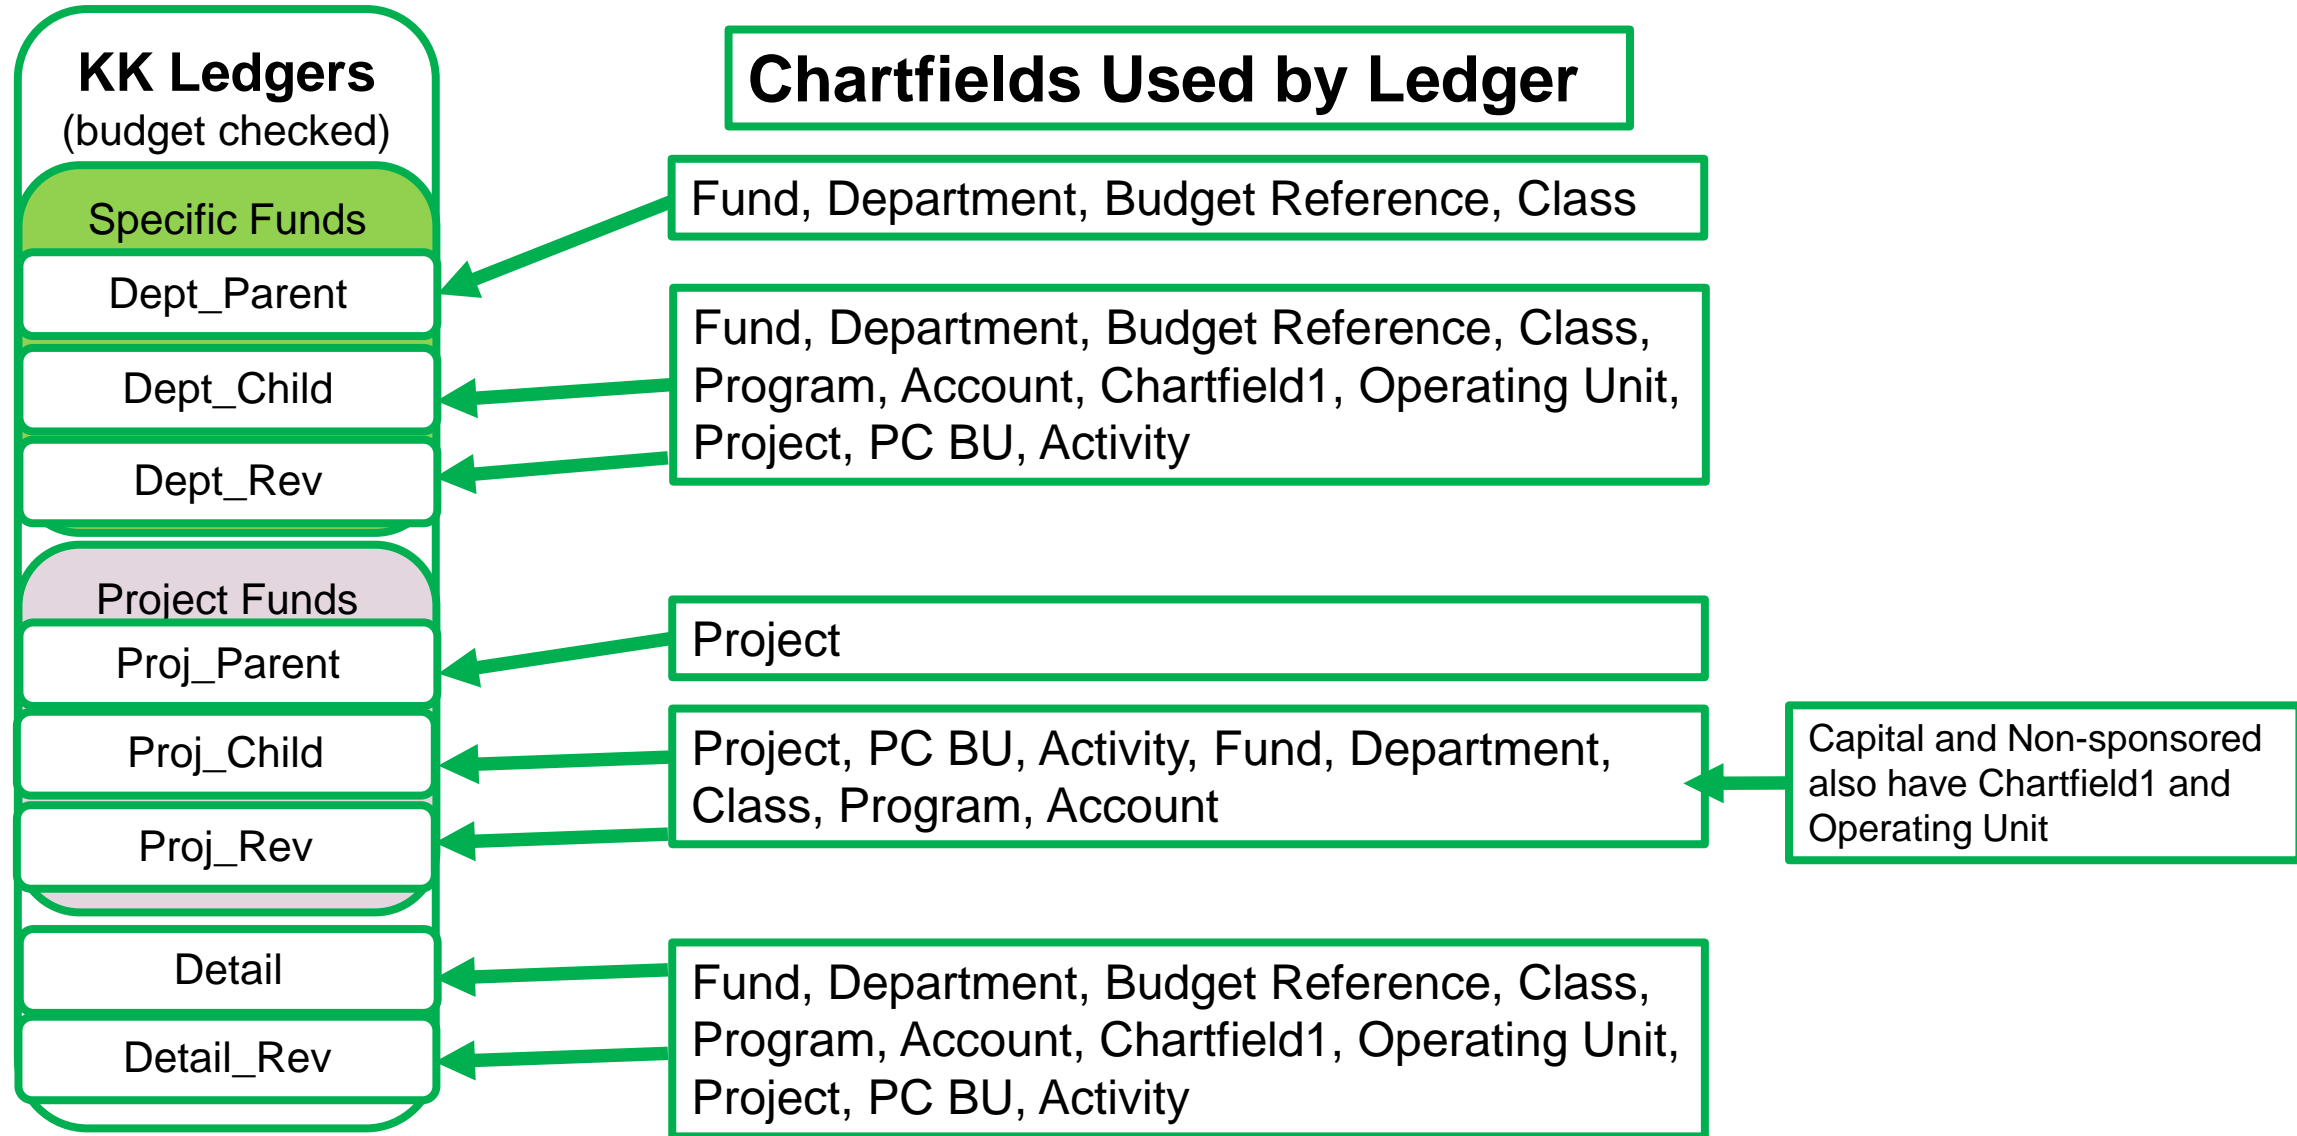 KK Ledgers
(budget checked)
Specific Funds
Dept_Parent
Dept_Child
Dept_Rev
Project Funds
Proj_Parent
Proj_Child
Proj_Rev
Detail
Detail_Rev
Chartfields Used by Ledger
Fund, Department, Budget Reference, Class
Fund, Department, Budget Reference, Class,
Program, Account, Chartfield1, Operating Unit,
Project, PC BU, Activity
Project
Project, PC BU, Activity, Fund, Department,
Class, Program, Account
Capital and Non-sponsored
also have Chartfield1 and
Operating Unit
Fund, Department, Budget Reference, Class,
Program, Account, Chartfield1, Operating Unit,
Project, PC BU, Activity